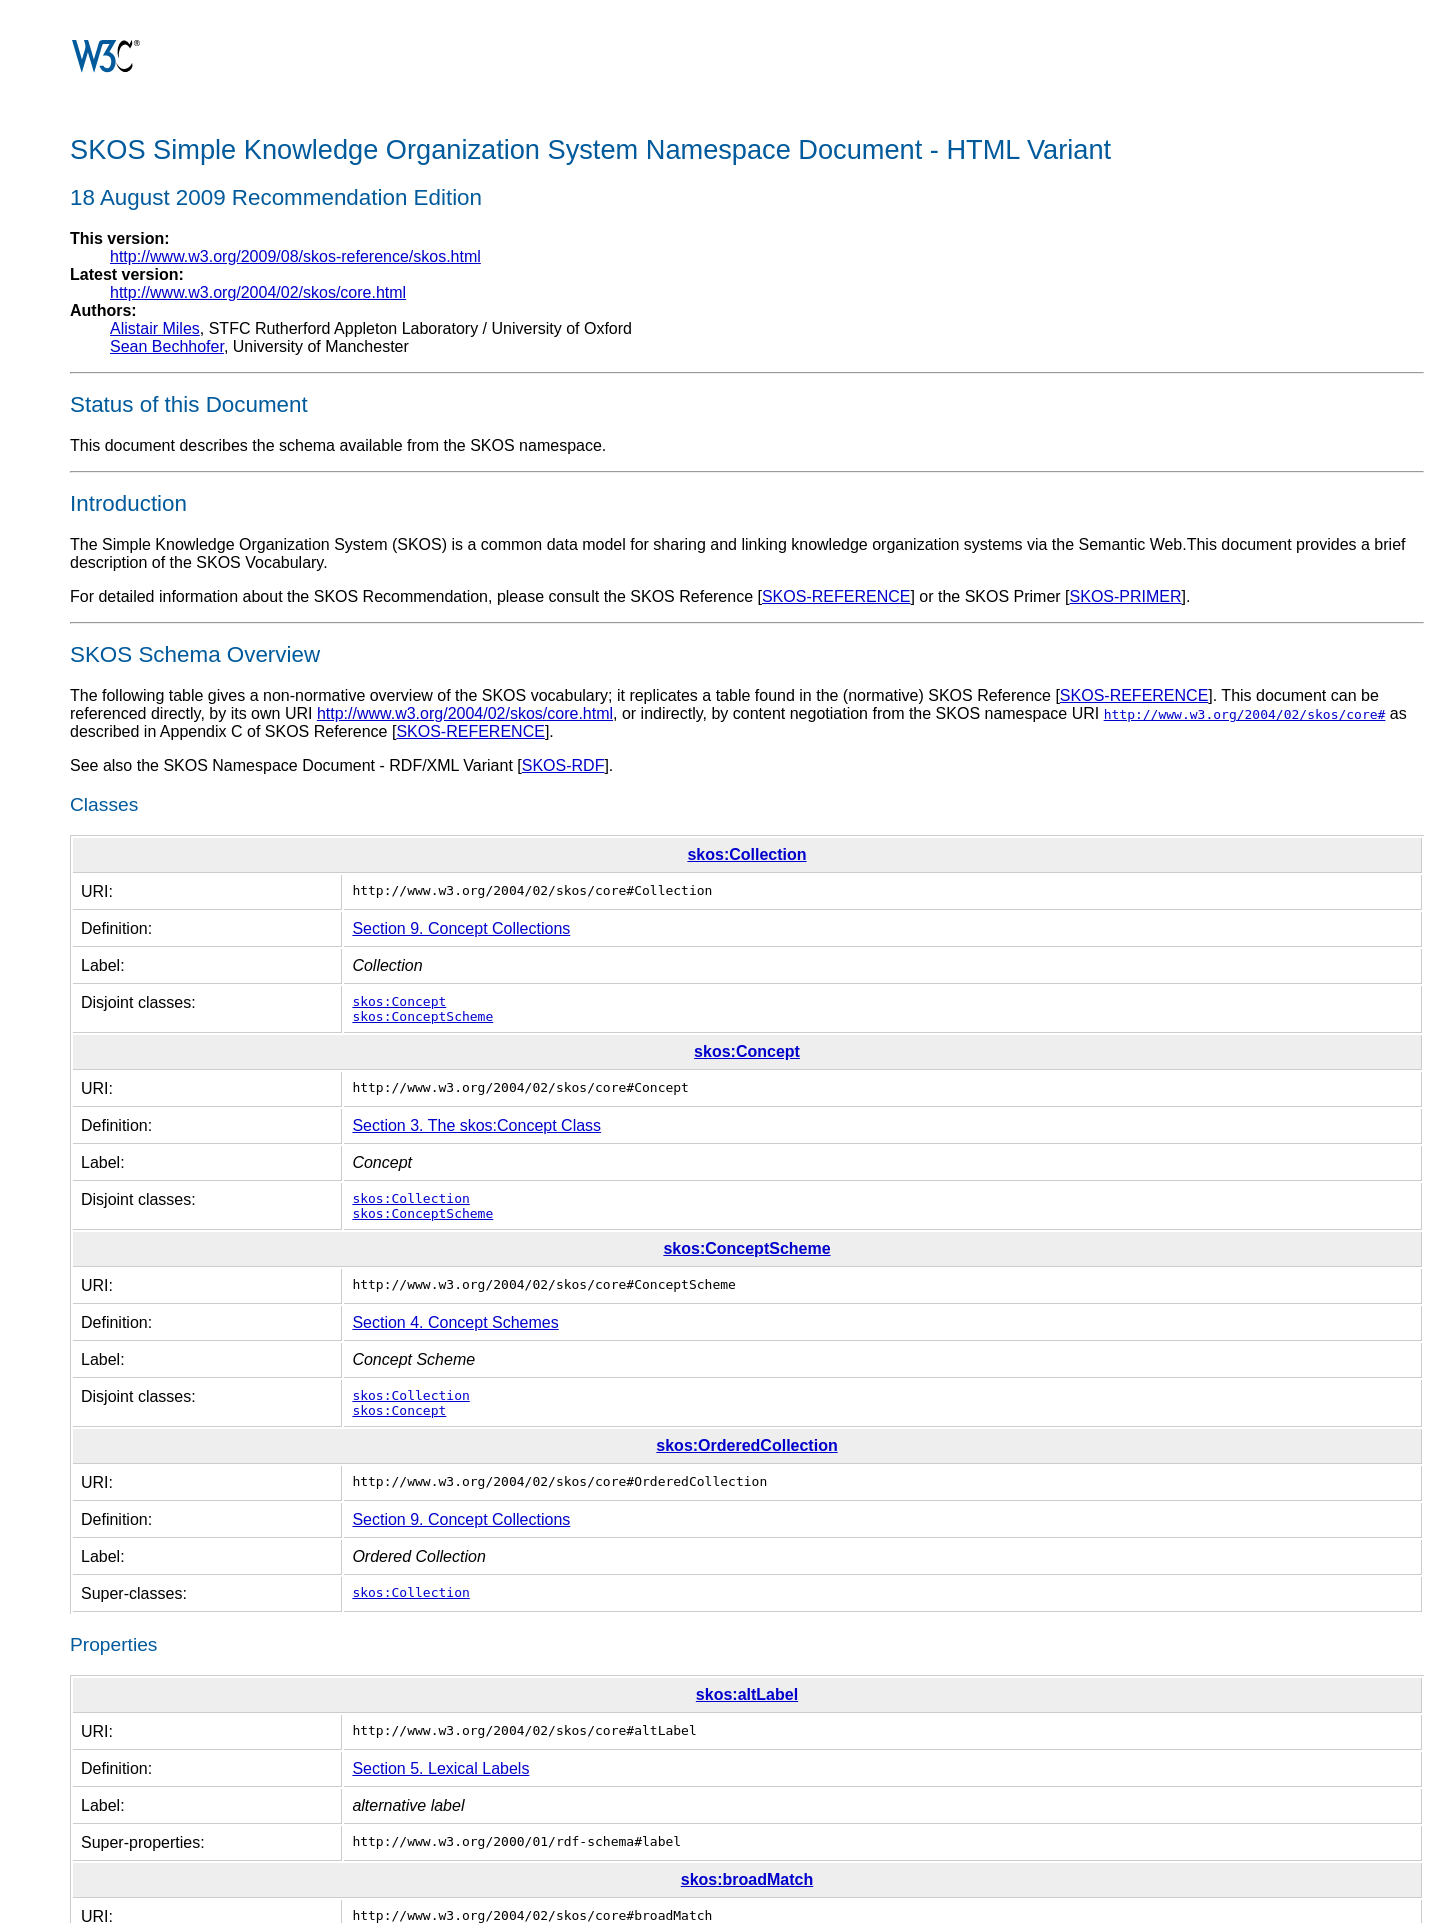 W3C®
SKOS Simple Knowledge Organization System Namespace Document - HTML Variant
18 August 2009 Recommendation Edition
This version:
http://www.w3.org/2009/08/skos-reference/skos.html
Latest version:
http://www.w3.org/2004/02/skos/core.html
Authors:
Alistair Miles, STFC Rutherford Appleton Laboratory / University of Oxford
Sean Bechhofer, University of Manchester
Status of this Document
This document describes the schema available from the SKOS namespace.
Introduction
The Simple Knowledge Organization System (SKOS) is a common data model for sharing and linking knowledge organization systems via the Semantic Web.This document provides a brief
description of the SKOS Vocabulary.
For detailed information about the SKOS Recommendation, please consult the SKOS Reference [SKOS-REFERENCE] or the SKOS Primer [SKOS-PRIMER].
SKOS Schema Overview
The following table gives a non-normative overview of the SKOS vocabulary; it replicates a table found in the (normative) SKOS Reference [SKOS-REFERENCE]. This document can be
referenced directly, by its own URI http://www.w3.org/2004/02/skos/core.html, or indirectly, by content negotiation from the SKOS namespace URI http://www.w3.org/2004/02/skos/core# as
described in Appendix C of SKOS Reference [SKOS-REFERENCE].
See also the SKOS Namespace Document - RDF/XML Variant [SKOS-RDF].
Classes
skos:Collection
URI: http://www.w3.org/2004/02/skos/core#Collection
Definition: Section 9. Concept Collections
Label: Collection
Disjoint classes: skos:Concept
skos:ConceptScheme
skos:Concept
URI: http://www.w3.org/2004/02/skos/core#Concept
Definition: Section 3. The skos:Concept Class
Label: Concept
Disjoint classes: skos:Collection
skos:ConceptScheme
skos:ConceptScheme
URI: http://www.w3.org/2004/02/skos/core#ConceptScheme
Definition: Section 4. Concept Schemes
Label: Concept Scheme
Disjoint classes: skos:Collection
skos:Concept
skos:OrderedCollection
URI: http://www.w3.org/2004/02/skos/core#OrderedCollection
Definition: Section 9. Concept Collections
Label: Ordered Collection
Super-classes: skos:Collection
Properties
skos:altLabel
URI: http://www.w3.org/2004/02/skos/core#altLabel
Definition: Section 5. Lexical Labels
Label: alternative label
Super-properties: http://www.w3.org/2000/01/rdf-schema#label
skos:broadMatch
URI: http://www.w3.org/2004/02/skos/core#broadMatch